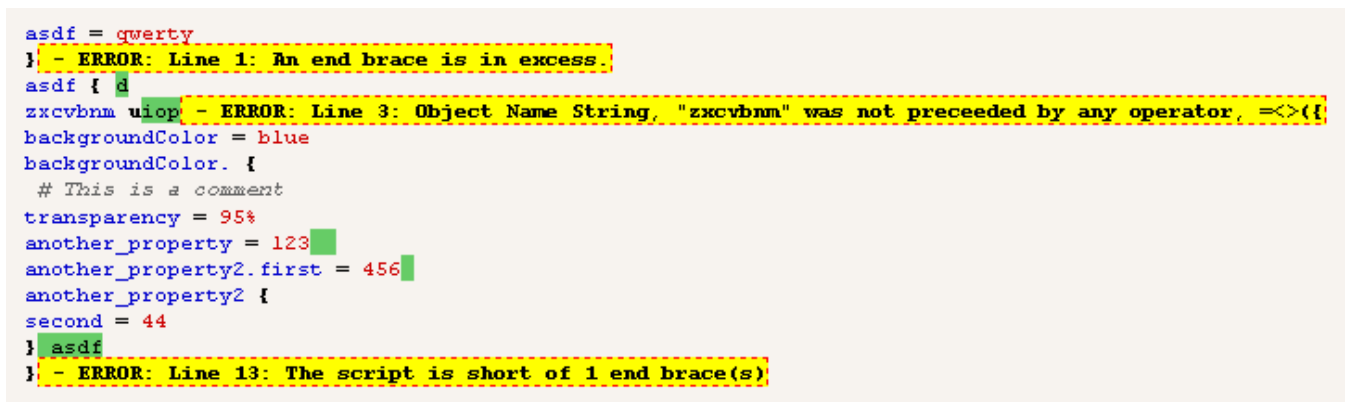 asdf = qwerty
} - ERROR: Line 1: An end brace is in excess.
asdf { d
zxcvbnm uiop - ERROR: Line 3: Object Name String, "zxcvbnm" was not preceeded by any operator, =<>({
backgroundColor = blue
backgroundColor. {
# This is a comment
transparency = 95%
another_property = 123
another_property2.first = 456
another_property2 {
second = 44
} asdf
} - ERROR: Line 13: The script is short of 1 end brace(s)